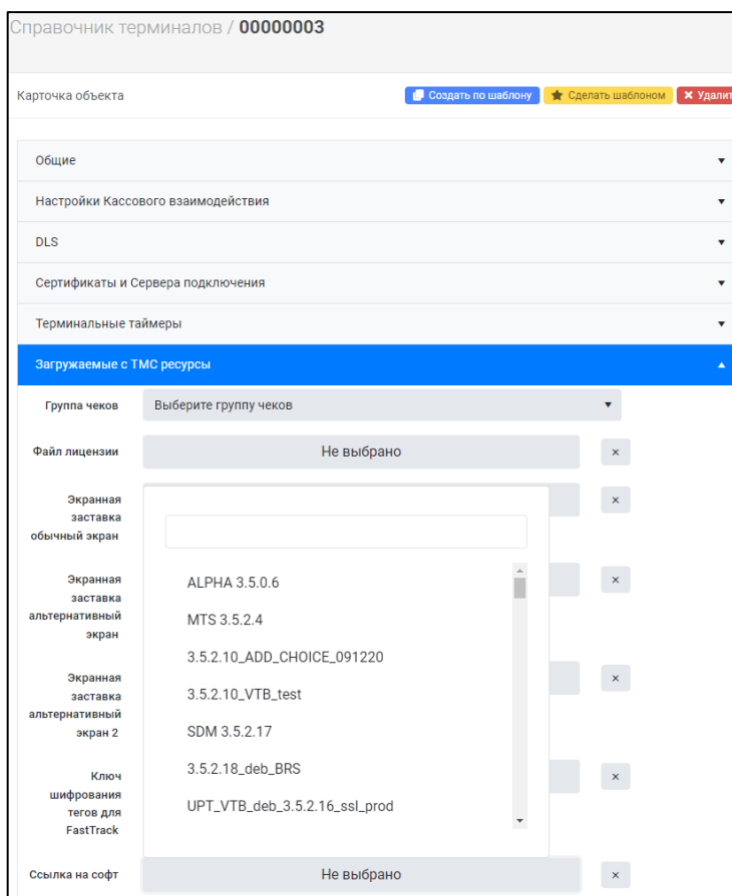 Справочник терминалов / 00000003
Карточка объекта
Создать по шаблону
Сделать шаблоном
Удалит
Общие
Настройки Кассового взаимодействия
DLS
Сертификаты и Сервера подключения
Терминальные таймеры
Загружаемые с ТМС ресурсы
Группа чеков
Выберите группу чеков
Файл лицензии
Не выбрано
Экранная
заставка
обычный экран
Экранная
заставка
альтернативный
экран
Экранная
заставка
альтернативный
экран 2
Ключ
шифрования
тегов для
FastTrack
ALPHA 3.5.0.6
MTS 3.5.2.4
3.5.2.10_ADD_CHOICE_091220
3.5.2.10_VTB_test
SDM 3.5.2.17
3.5.2.18_deb_BRS
UPT_VTB_deb_3.5.2.16_ssl_prod
Ссылка на софт
Не выбрано